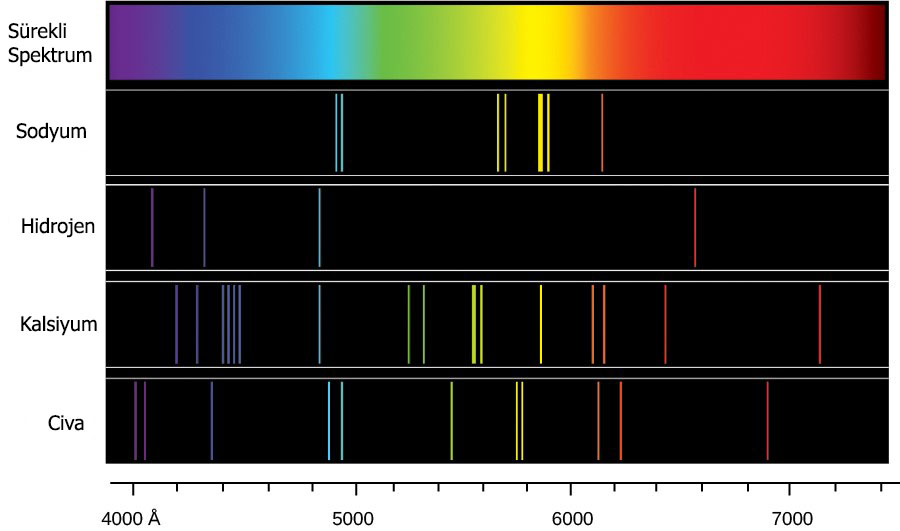 Sürekli
Spektrum
Sodyum
Hidrojen
Kalsiyum
Civa
4000 Å 5000 6000 7000